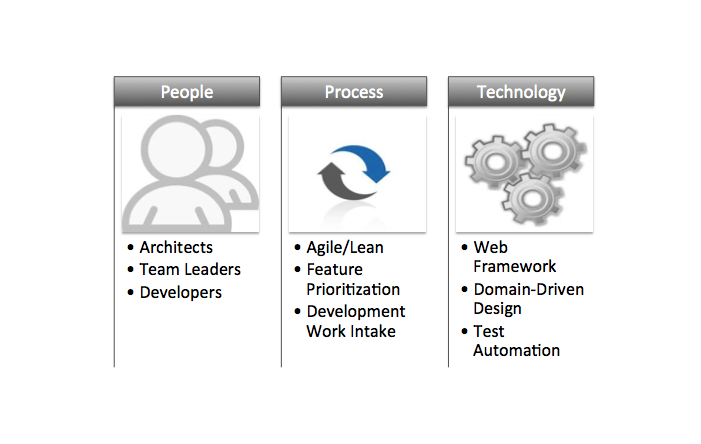 People
• Architects
• Team Leaders
• Developers
Process
• Agile/Lean
• Feature
Prioritization
• Development
Work Intake
Technology
• Web
Framework
• Domain-Driven
Design
• Test
Automation